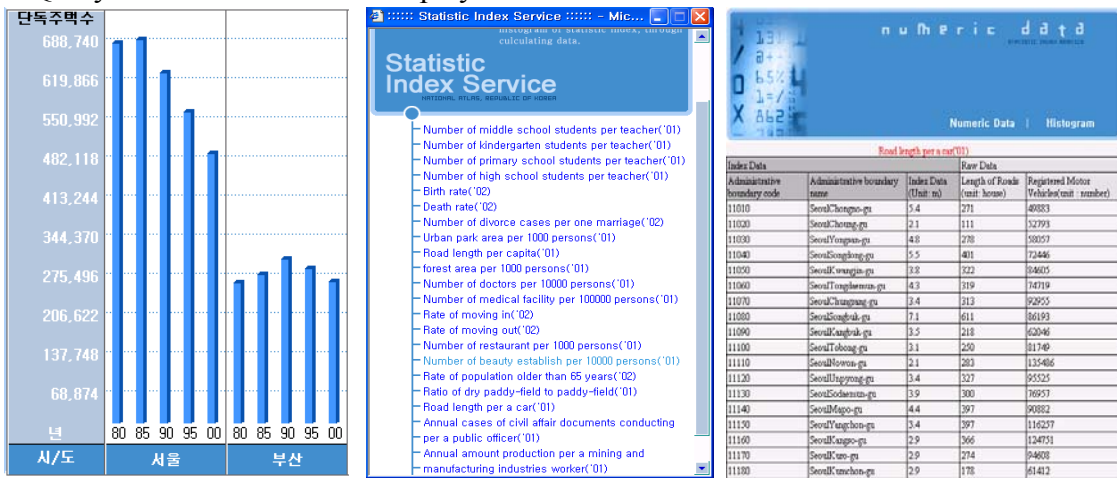 단독주택수
688,740
619,866
550,992
482,118
413,244
344,370
275,496
206,622
137,748
68,874
년 80 85 90 95 00 80 85 90 95 00
시/도 서울 부산
:::::: Statistic Index Service :::::: - Mic...
histogram of statistic index, through
culculating data.
Statistic
Index Service
NATIONAL ATLAS, REPUBLIC OF KOREA
Number of middle school students per teacher('01)
Number of kindergarten students per teacher('01)
Number of primary school students per teacher('01)
Number of high school students per teacher('01)
Birth rate('02)
Death rate('02)
Number of divorce cases per one marriage('02)
Urban park area per 1000 persons('01)
Road length per capita('01)
forest area per 1000 persons('01)
Number of doctors per 10000 persons('01)
Number of medical facility per 100000 persons('01)
Rate of moving in('02)
Rate of moving out('02)
Number of restaurant per 1000 persons('01)
Number of beauty establish per 10000 persons('01)
Rate of population older than 65 years('02)
Ratio of dry paddy-field to paddy-field('01)
Road length per a car('01)
Annual cases of civil affair documents conducting
per a public officer('01)
Annual amount production per a mining and
manufacturing industries worker('01)
numeric data
STATISTIC INDEX SERVICE
Numeric Data | Histogram
Road length per a car('01)
Index Data Raw Data
Administrative boundary code Administrative boundary name Index Data (Unit: m) Length of Roads (unit: house) Registered Motor Vehicles(unit : number)
11010 SeoulChongno-gu 5.4 271 49883
11020 SeoulChoung-gu 2.1 111 52793
11030 SeoulYongsan-gu 4.8 278 58057
11040 SeoulSongdong-gu 5.5 401 72446
11050 SeoulKwangjin-gu 3.8 322 84605
11060 SeoulTongdaemun-gu 4.3 319 74719
11070 SeoulChungnang-gu 3.4 313 92955
11080 SeoulSongbuk-gu 7.1 611 86193
11090 SeoulKangbuk-gu 3.5 218 62046
11100 SeoulTobong-gu 3.1 250 81749
11110 SeoulNowon-gu 2.1 283 135486
11120 SeoulUnpyong-gu 3.4 327 95525
11130 SeoulSodaemun-gu 3.9 300 76957
11140 SeoulMapo-gu 4.4 397 90882
11150 SeoulYangchon-gu 3.4 397 116257
11160 SeoulKangso-gu 2.9 366 124751
11170 SeoulKuro-gu 2.9 274 94608
11180 SeoulKumchon-gu 2.9 178 61412